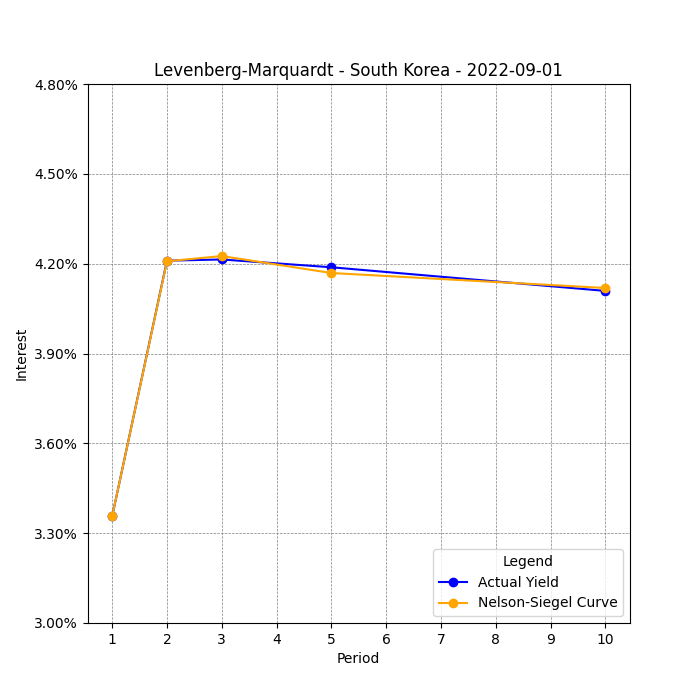 Levenberg-Marquardt - South Korea - 2022-09-01
4.80%
4.50%
4.20%
3.90%
3.60%
3.30%
3.00%
Interest
1 2 3 4 5 6 7 8 9 10
Period
Legend
Actual Yield
Nelson-Siegel Curve